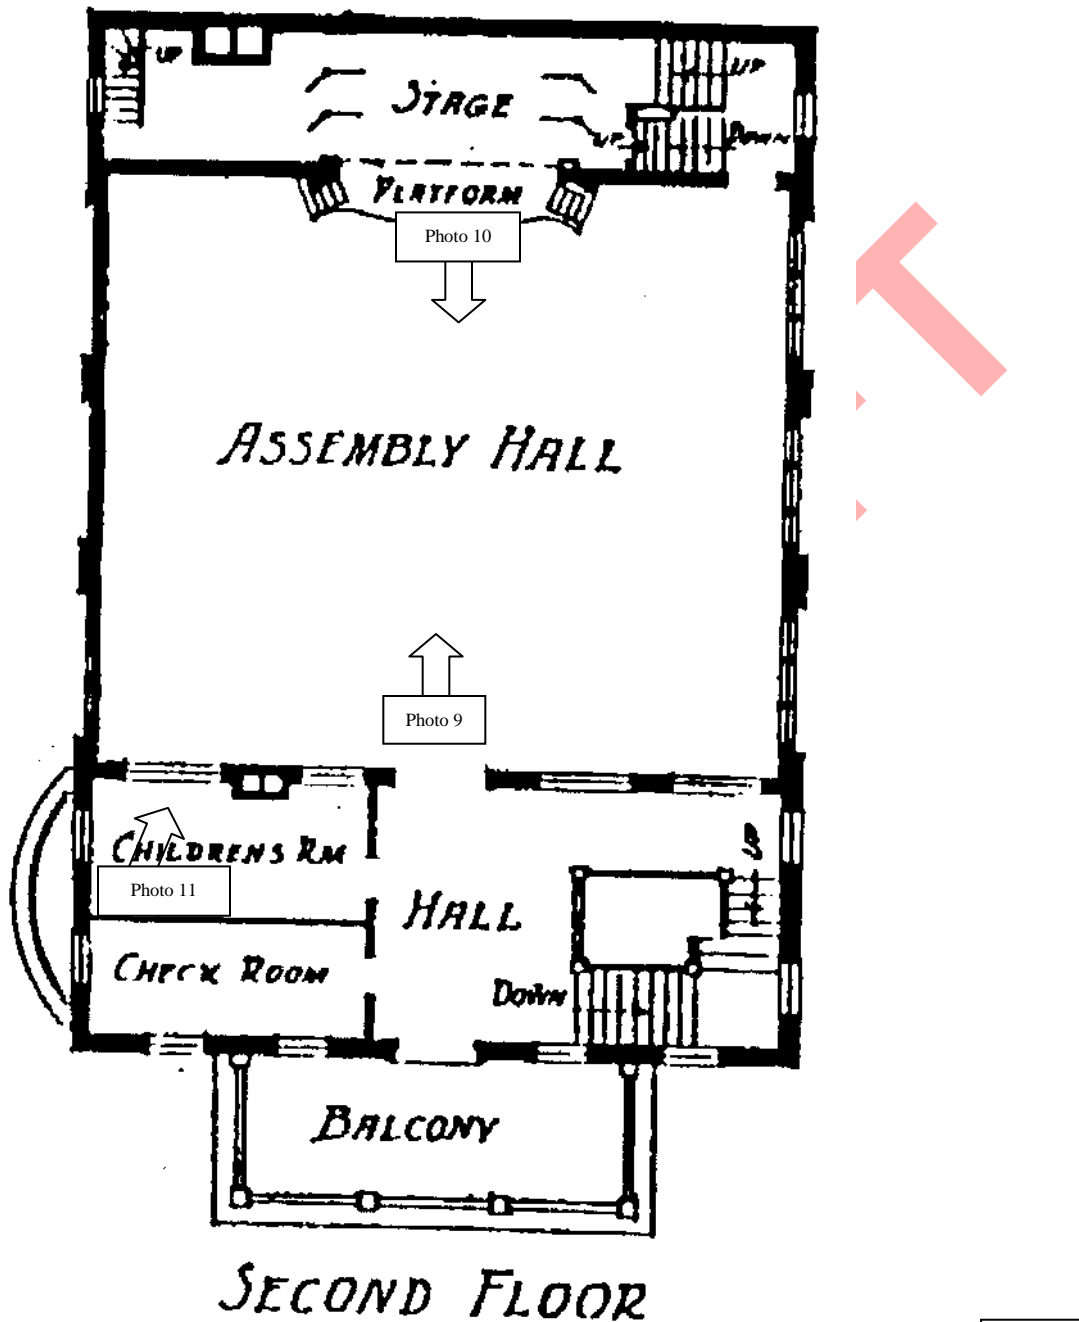 UP
STAGE
UP
UP
DOWN
PLATFORM
Photo 10
ASSEMBLY HALL
Photo 9
CHILDRENS RM
Photo 11
UP
HALL
CHECK ROOM
DOWN
BALCONY
SECOND FLOOR
T